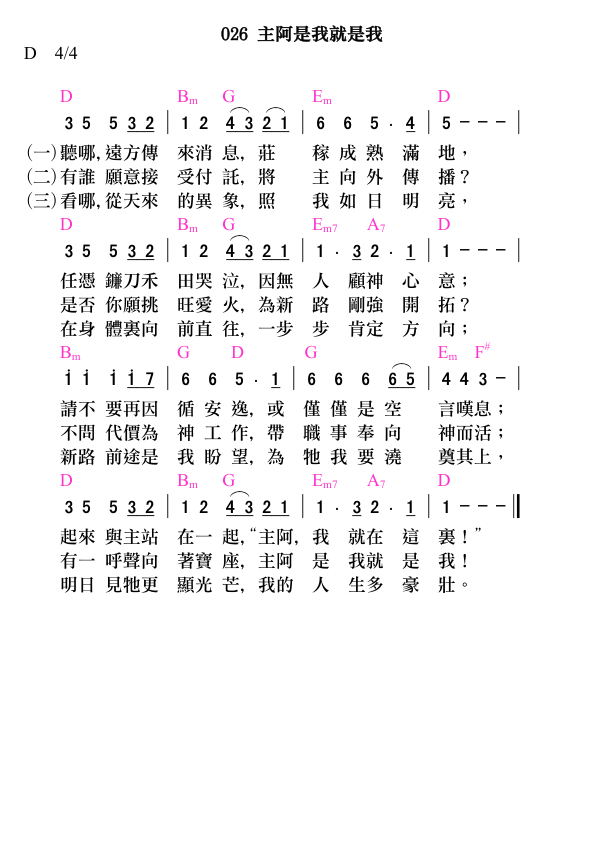 026 主阿是我就是我
D 4/4
D Bm G Em D
3 5 5 3 2 | 1 2 4 3 2 1 | 6 6 5 . 4 | 5 - - - |
(一)聽哪, 遠方傳 來消 息, 莊 稼 成 熟 滿 地，
(二)有誰 願意接 受付 託, 將 主 向 外 傳 播？
(三)看哪, 從天來 的異 象, 照 我 如 日 明 亮，
D Bm G Em7 A7 D
3 5 5 3 2 | 1 2 4 3 2 1 | 1 . 3 2 . 1 | 1 - - - |
任憑 鐮刀禾 田哭 泣, 因無 人 顧神 心 意；
是否 你願挑 旺愛 火, 為新 路 剛強 開 拓？
在身 體裏向 前直 往, 一步 步 肯定 方 向；
Bm G D G Em F#
i i i i 7 | 6 6 5 . 1 | 6 6 6 6 5 | 4 4 3 - |
請不 要再因 循 安 逸, 或 僅 僅 是 空 言嘆息；
不問 代價為 神 工 作, 帶 職 事 奉 向 神而活；
新路 前途是 我 盼 望, 為 牠 我 要 澆 奠其上，
D Bm G Em7 A7 D
3 5 5 3 2 | 1 2 4 3 2 1 | 1 . 3 2 . 1 | 1 - - - ‖
起來 與主站 在一 起, “主阿, 我 就在 這 裏！”
有一 呼聲向 著寶 座, 主阿 是 我就 是 我！
明日 見牠更 顯光 芒, 我的 人 生多 豪 壯。